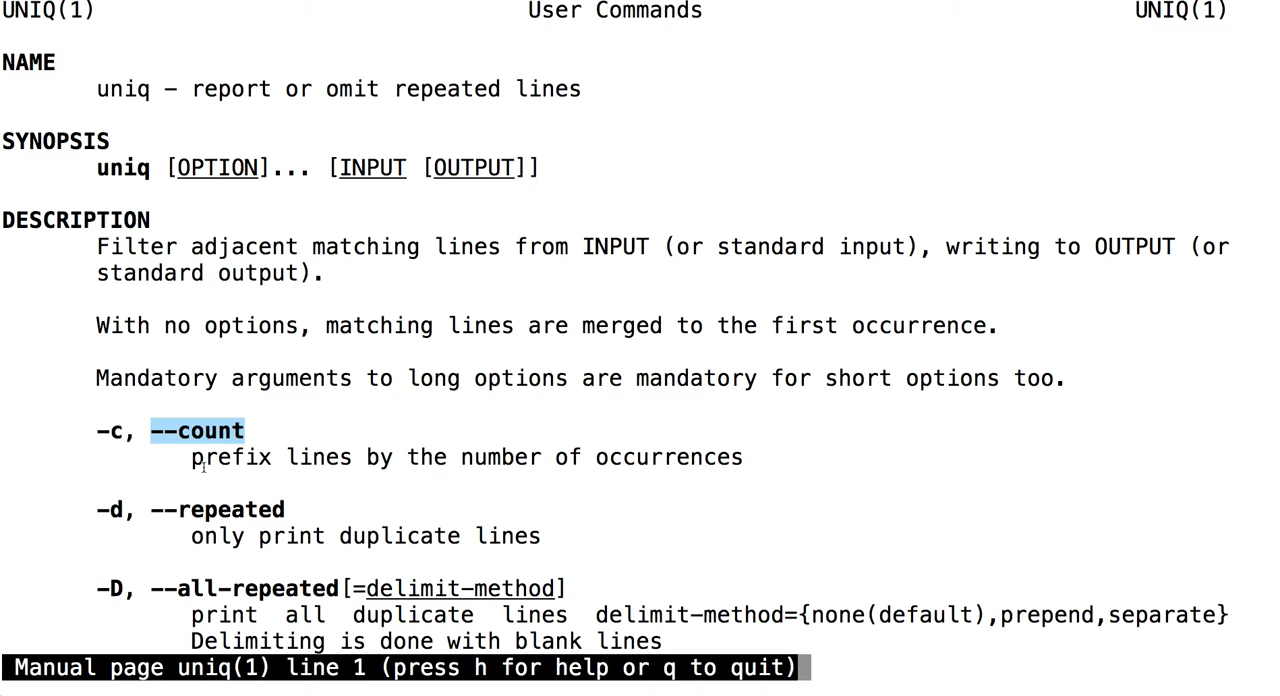 UNIQ(1) User Commands UNIQ(1)
NAME
uniq – report or omit repeated lines
SYNOPSIS
uniq [OPTION]... [INPUT [OUTPUT]]
DESCRIPTION
Filter adjacent matching lines from INPUT (or standard input), writing to OUTPUT (or
standard output).
With no options, matching lines are merged to the first occurrence.
Mandatory arguments to long options are mandatory for short options too.
-c, --count
prefix lines by the number of occurrences
-d, --repeated
only print duplicate lines
-D, --all-repeated[=delimit-method]
print all duplicate lines delimit-method={none(default),prepend,separate}
Delimiting is done with blank lines
Manual page uniq(1) line 1 (press h for help or q to quit)